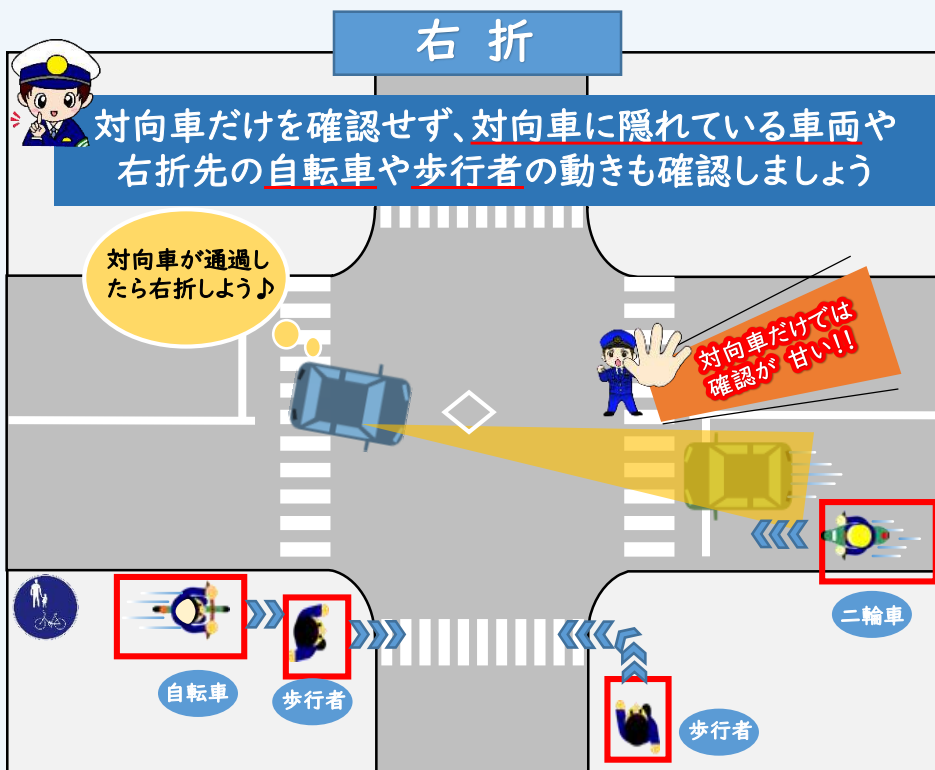 右 折
対向車だけを確認せず、対向車に隠れている車両や
右折先の自転車や歩行者の動きも確認しましょう
対向車が通過し
たら右折しよう♪
対向車だけでは
確認が 甘い!!
二輪車
自転車
歩行者
歩行者